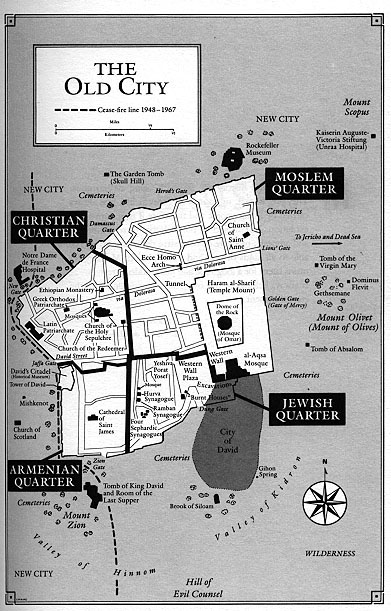 THE
OLD CITY
Cease-fire line 1948–1967
Miles
Kilometers
NEW CITY
Mount
Scopus
Kaiserin Auguste-
Victoria Stiftung
(Unraa Hospital)
Rockefeller
Museum
MOSLEM
QUARTER
The Garden Tomb
(Skull Hill)
NEW CITY
Cemeteries
Herod's Gate
Cemeteries
CHRISTIAN
QUARTER
Damascus
Gate
Church
of
Saint
Anne
Lions' Gate
To Jericho and Dead Sea
Notre Dame
de France
Hospital
Ecce Homo
Arch
Via Dolorosa
Tomb of the
Virgin Mary
New
Gate
Ethiopian Monastery
Tunnel
Haram al-Sharif
(Temple Mount)
Dominus
Flevit
Gethsemane
Greek Orthodox
Patriarchate
Via Dolorosa
Golden Gate
(Gate of Mercy)
Mosques
Dome of
the Rock
Mount Olivet
(Mount of Olives)
Latin
Patriarchate
Church of
the Holy
Sepulchre
(Mosque
of Omar)
Church of the Redeemer
Tomb of Absalom
Jaffa Gate
David Street
Western
Wall
al-Aqsa
Mosque
David's Citadel
(Historical Museum)
Tower of David
Yeshiva
Porat
Yosef
Western
Wall
Plaza
Cemeteries
Mosque
Excavations
Mishkenot
Hurva
Synagogue
"Burnt House"
Dung Gate
JEWISH
QUARTER
Cathedral
of
Saint
James
Ramban
Synagogue
Church of
Scotland
Four
Sephardic
Synagogues
City
of
David
ARMENIAN
QUARTER
Zion
Gate
Cemeteries
Gihon
Spring
N
Tomb of King David
and Room of the
Last Supper
Cemeteries
Brook of Siloam
Mount
Zion
Valley of Kidron
Valley of Hinnom
WILDERNESS
NEW CITY
Hill of
Evil Counsel